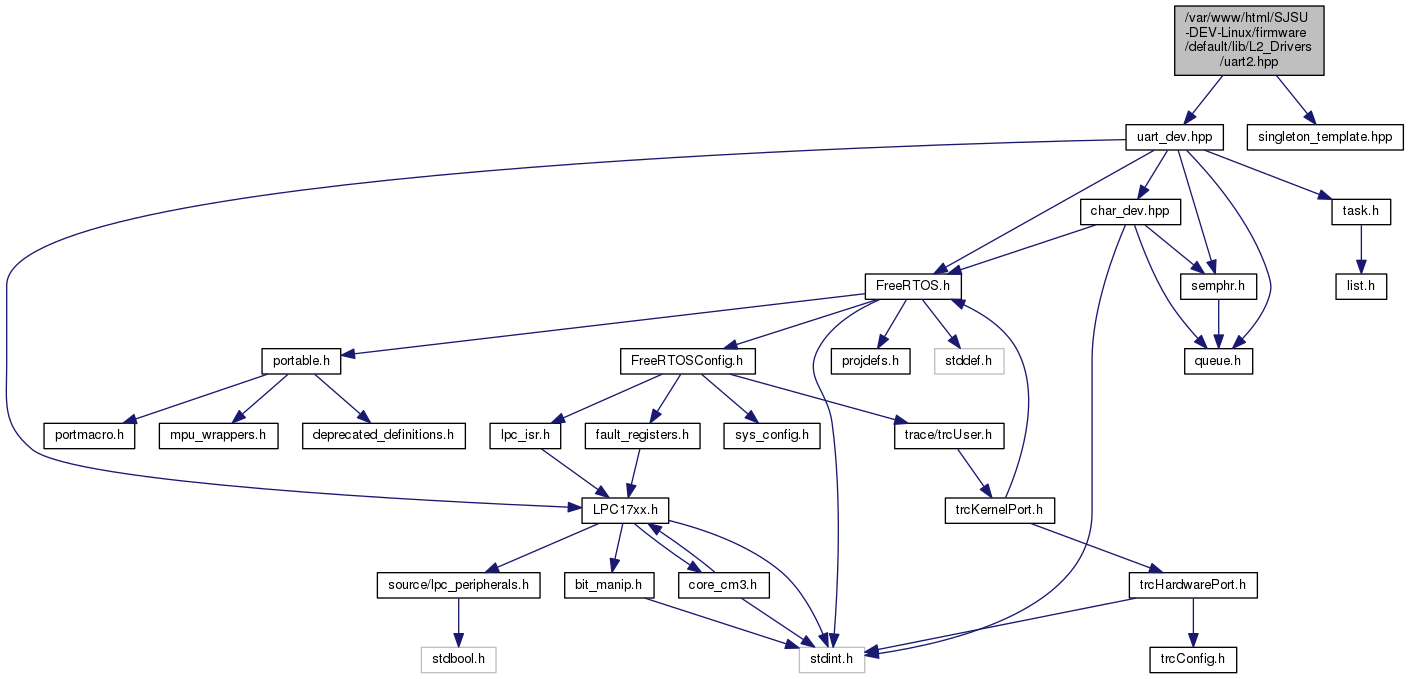 /var/www/html/SJSU
-DEV-Linux/firmware
/default/lib/L2_Drivers
/uart2.hpp
uart_dev.hpp
singleton_template.hpp
char_dev.hpp
task.h
FreeRTOS.h
semphr.h
list.h
portable.h
FreeRTOSConfig.h
projdefs.h
stddef.h
queue.h
portmacro.h
mpu_wrappers.h
deprecated_definitions.h
lpc_isr.h
fault_registers.h
sys_config.h
trace/trcUser.h
LPC17xx.h
trcKernelPort.h
source/lpc_peripherals.h
bit_manip.h
core_cm3.h
trcHardwarePort.h
stdbool.h
stdint.h
trcConfig.h